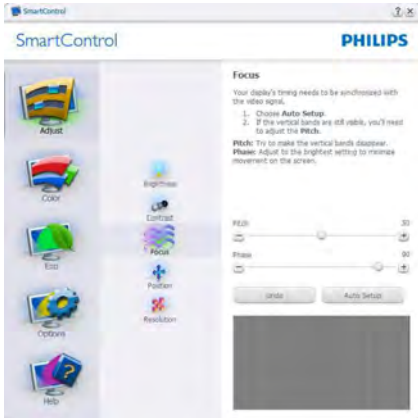 SmartControl
SmartControl
PHILIPS
Adjust
Color
Eco
Options
Help
Brightness
Contrast
Focus
Position
Resolution
Focus
Your display's timing needs to be synchronized with
the video signal.
1. Choose Auto Setup.
2. If the vertical bands are still visible, you'll need
to adjust the Pitch.
Pitch: Try to make the vertical bands disappear.
Phase: Adjust to the brightest setting to minimize
movement on the screen.
Pitch 50
Phase 90
Undo Auto Setup